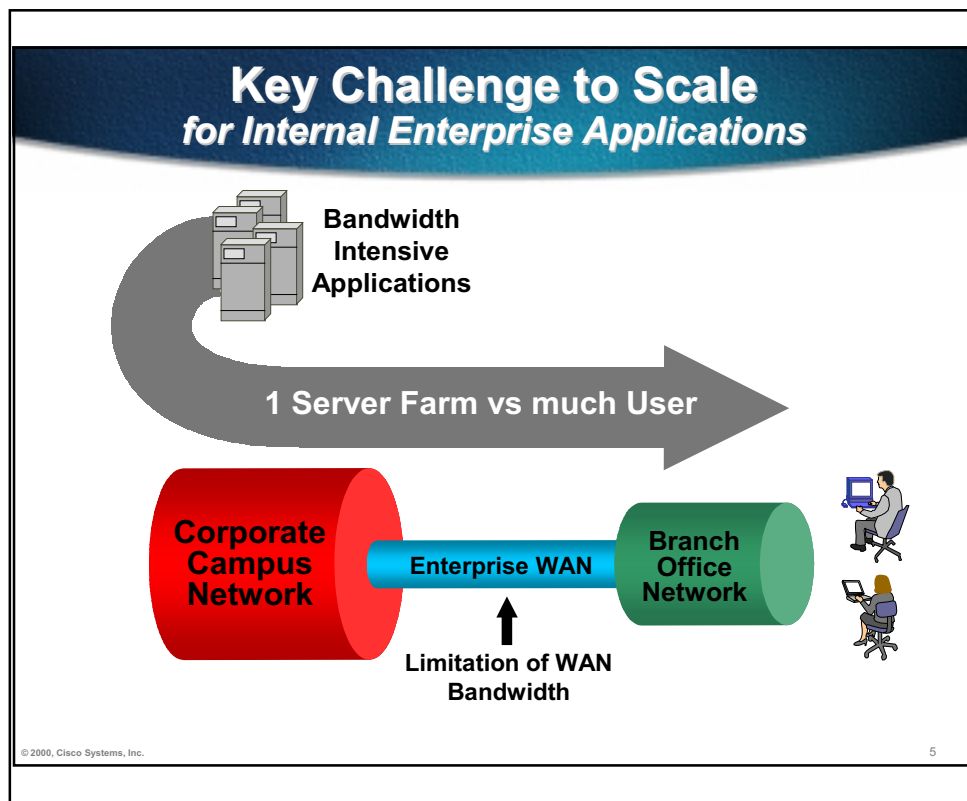 Key Challenge to Scale
for Internal Enterprise Applications
Bandwidth
Intensive
Applications
1 Server Farm vs much User
Corporate
Campus
Network
Enterprise WAN
Branch
Office
Network
Limitation of WAN
Bandwidth
© 2000, Cisco Systems, Inc.
5